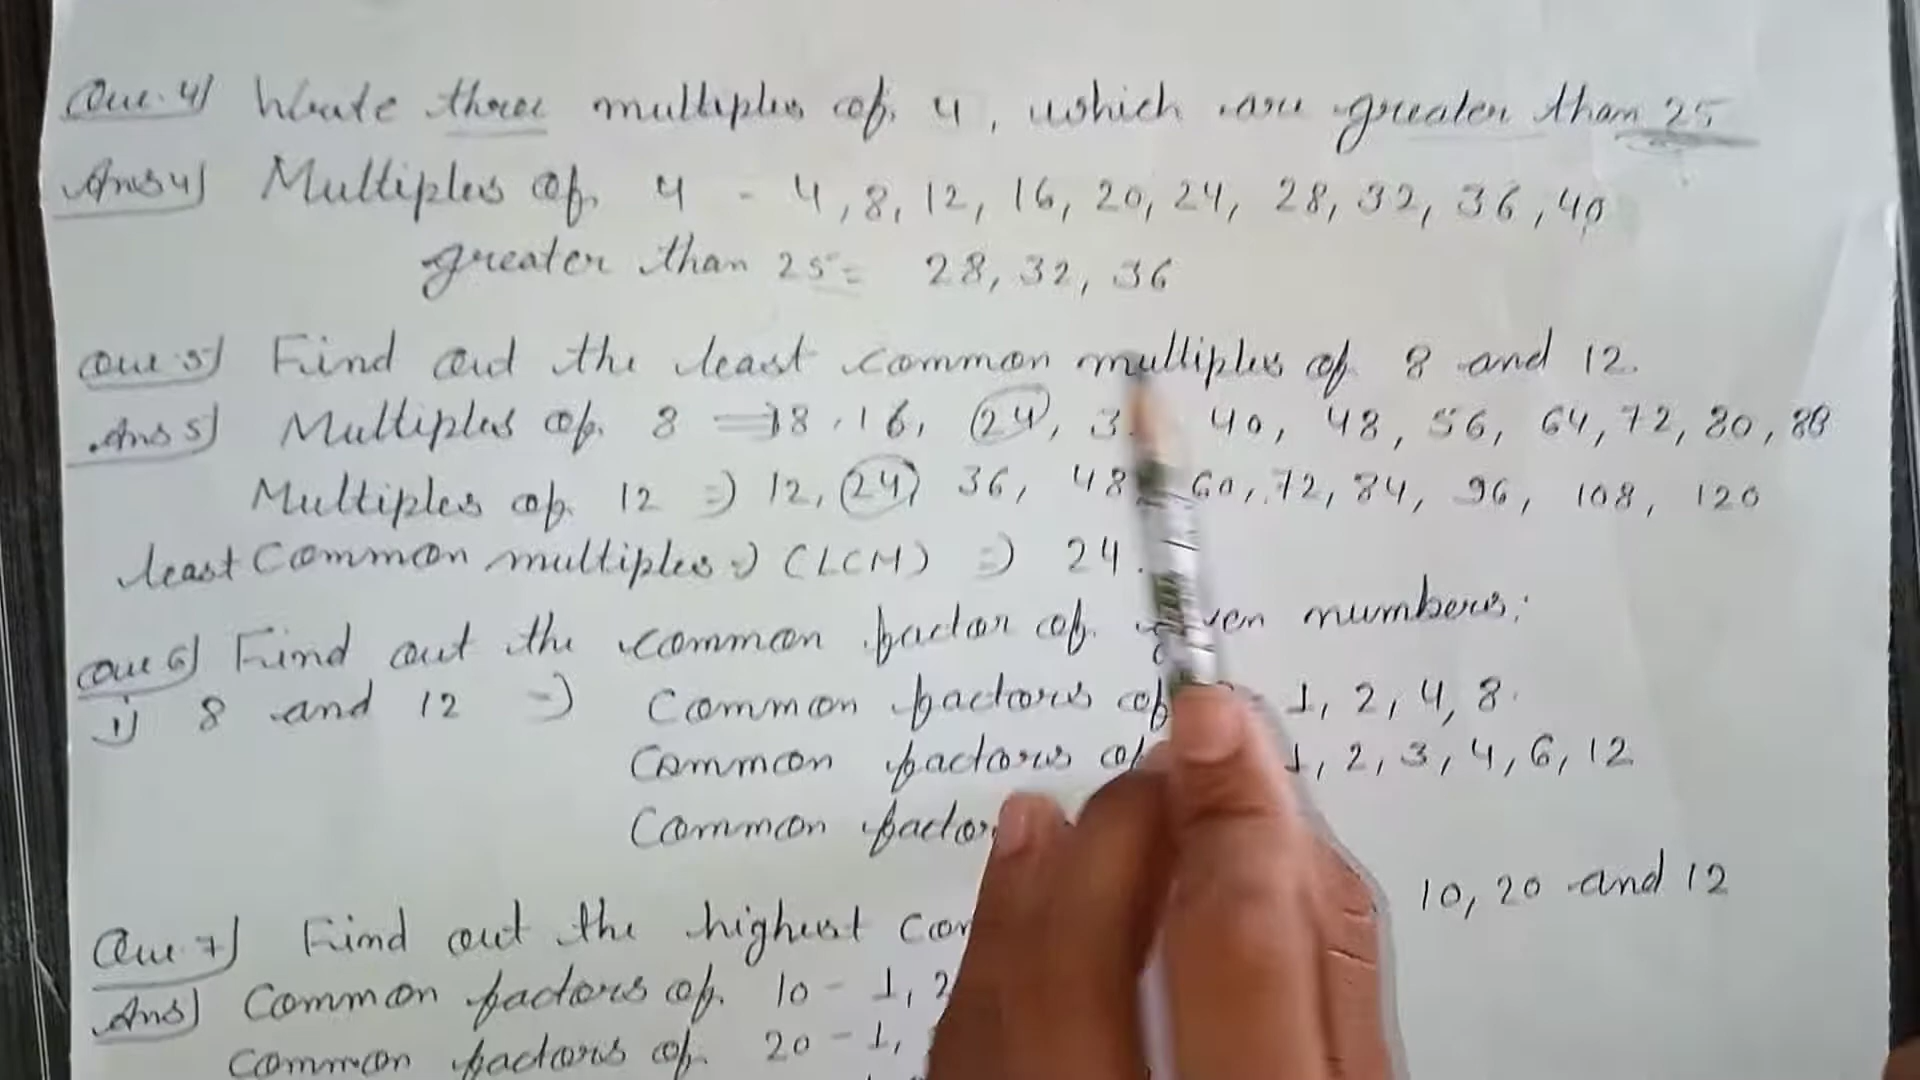 Que.4) Write three multiples of 4, which are greater than 25
Ans 4) Multiples of 4 - 4, 8, 12, 16, 20, 24, 28, 32, 36, 40
greater than 25 = 28, 32, 36
Que.5) Find out the least common multiples of 8 and 12.
Ans 5) Multiples of 8 => 8, 16, 24, 40, 48, 56, 64, 72, 80, 88
Multiples of 12 => 12, 24, 36, 48, 60, 72, 84, 96, 108, 120
least Common multiples => (LCM) => 24.
Que 6) Find out the common factor of given numbers:
i) 8 and 12 => Common factors of 1, 2, 4, 8.
Common factors of 1, 2, 3, 4, 6, 12
Common
Que 7) Find out the highest 10, 20 and 12
Ans) Common factors of 10 - 1, 2
Common factors of 20 - 1,